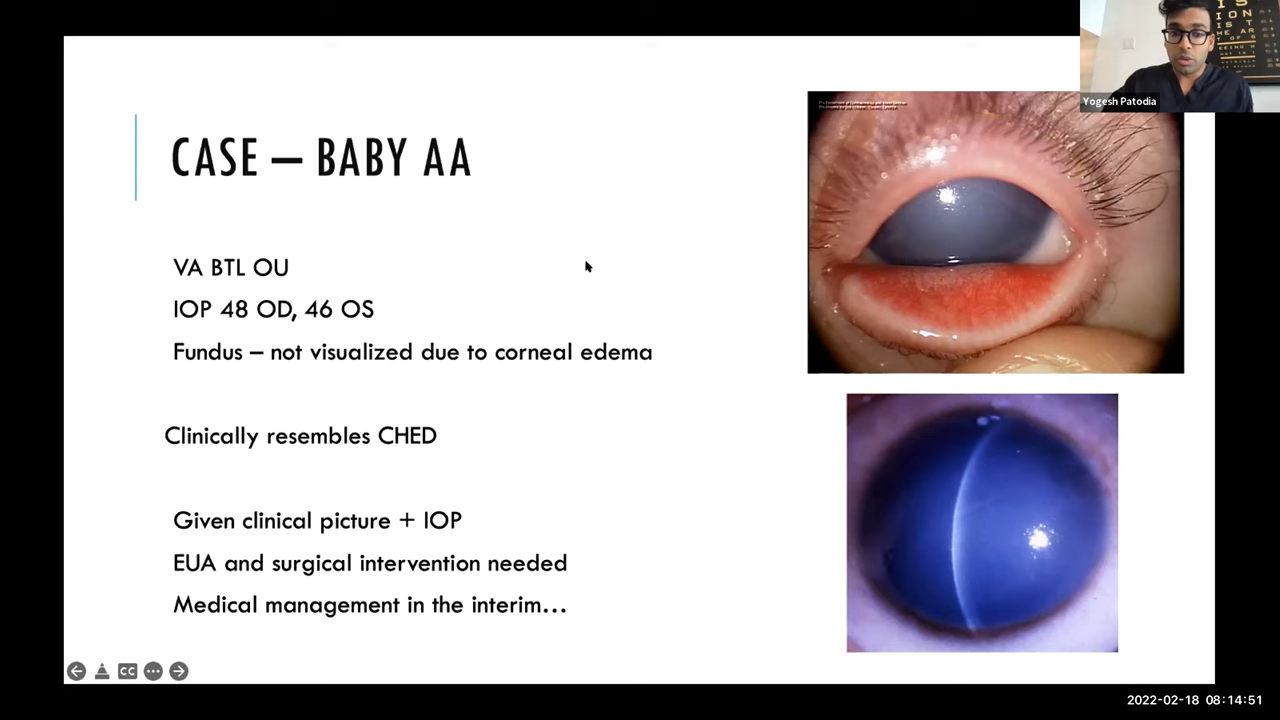 CASE – BABY AA
VA BTL OU
IOP 48 OD, 46 OS
Fundus – not visualized due to corneal edema
Clinically resembles CHED
Given clinical picture + IOP
EUA and surgical intervention needed
Medical management in the interim…
Yogesh Patodia
CC
2022-02-18 08:14:51